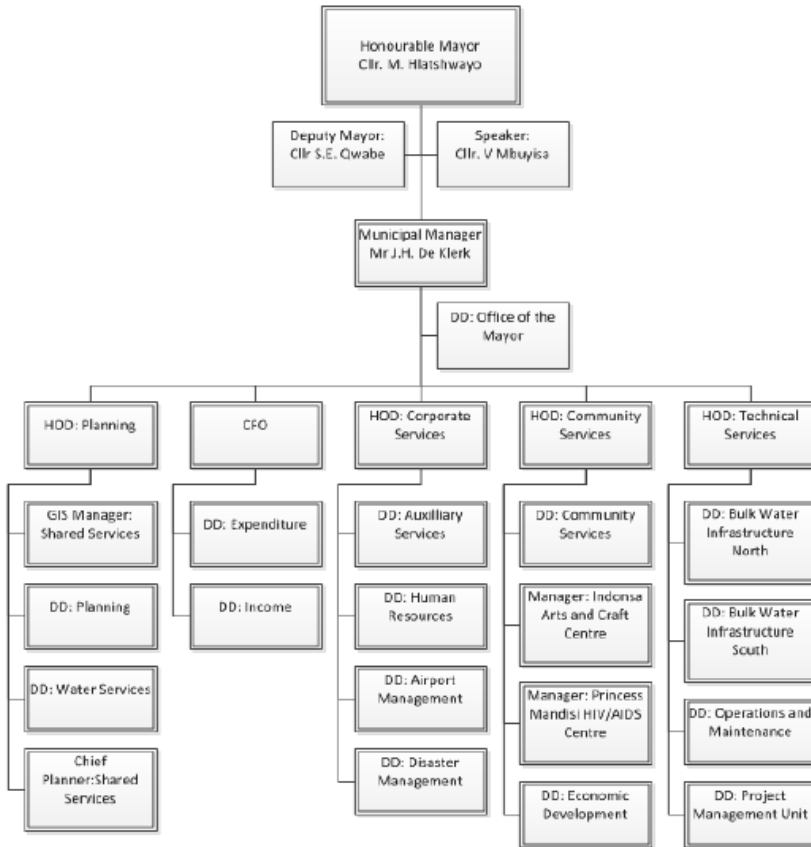 Honourable Mayor
Cllr. M. Hlatshwayo
Deputy Mayor:
Cllr S.E. Qwabe
Speaker:
Cllr. V Mbuyisa
Municipal Manager
Mr J.H. De Klerk
DD: Office of the
Mayor
HOD: Planning
CFO
HOD: Corporate
Services
HOD: Community
Services
HOD: Technical
Services
GIS Manager:
Shared Services
DD: Planning
DD: Water Services
Chief
Planner:Shared
Services
DD: Expenditure
DD: Income
DD: Auxilliary
Services
DD: Human
Resources
DD: Airport
Management
DD: Disaster
Management
DD: Community
Services
Manager: Indonsa
Arts and Craft
Centre
Manager: Princess
Mandisi HIV/AIDS
Centre
DD: Economic
Development
DD: Bulk Water
Infrastructure
North
DD: Bulk Water
Infrastructure
South
DD: Operations and
Maintenance
DD: Project
Management Unit